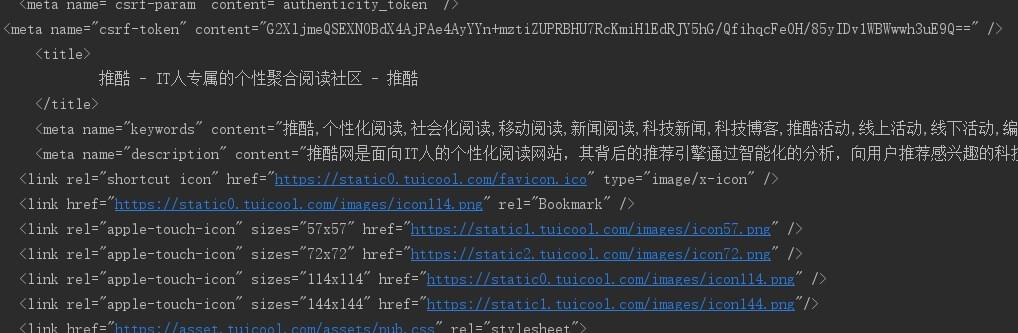 <meta name="csrf-param" content="authenticity_token" />
<meta name="csrf-token" content="G2XljmeQSEXN0BdX4AjPAe4AyYYn+mztiZUPRBHU7RcKmiHlEdRJY5hG/QfihqcFeOH/85yIDv1WBWwwh3uE9Q==" />
<title>
推酷 - IT人专属的个性聚合阅读社区 - 推酷
</title>
<meta name="keywords" content="推酷,个性化阅读,社会化阅读,移动阅读,新闻阅读,科技新闻,科技博客,推酷活动,线上活动,线下活动,编
<meta name="description" content="推酷网是面向IT人的个性化阅读网站，其背后的推荐引擎通过智能化的分析，向用户推荐感兴趣的科技
<link rel="shortcut icon" href="https://static0.tuicool.com/favicon.ico" type="image/x-icon" />
<link href="https://static0.tuicool.com/images/icon114.png" rel="Bookmark" />
<link rel="apple-touch-icon" sizes="57x57" href="https://static1.tuicool.com/images/icon57.png" />
<link rel="apple-touch-icon" sizes="72x72" href="https://static2.tuicool.com/images/icon72.png" />
<link rel="apple-touch-icon" sizes="114x114" href="https://static0.tuicool.com/images/icon114.png" />
<link rel="apple-touch-icon" sizes="144x144" href="https://static1.tuicool.com/images/icon144.png"/>
<link href="https://asset.tuicool.com/assets/pub.css" rel="stylesheet">